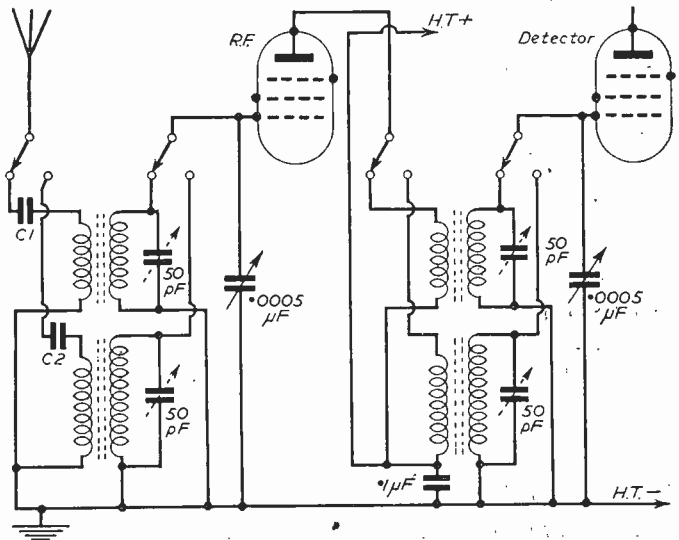 R.F.
H.T+
Detector
C1
50
pF
·0005
μF
C2
50
pF
50
pF
·0005
μF
50
pF
·1μF
H.T.-